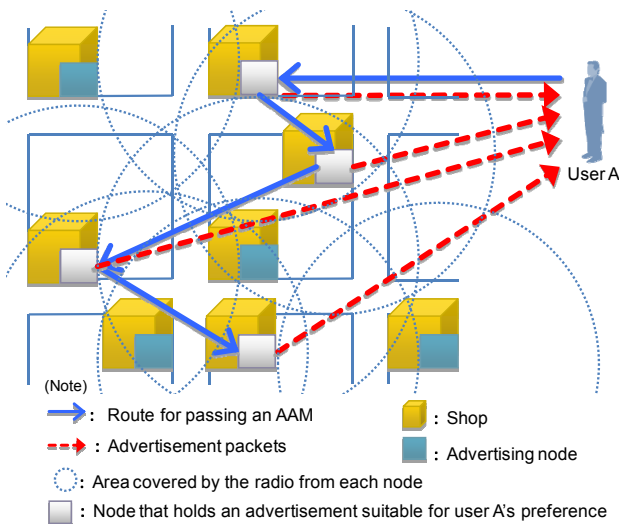 User A
(Note)
: Route for passing an AAM
: Shop
: Advertisement packets
: Advertising node
: Area covered by the radio from each node
: Node that holds an advertisement suitable for user A's preference